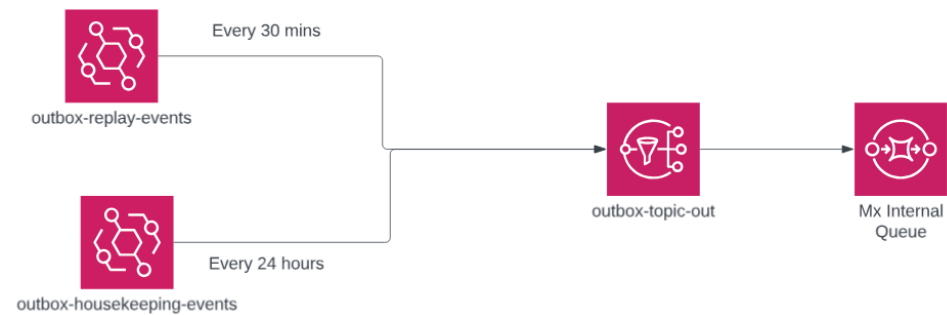 Every 30 mins
outbox-replay-events
outbox-topic-out
Mx Internal
Queue
Every 24 hours
outbox-housekeeping-events